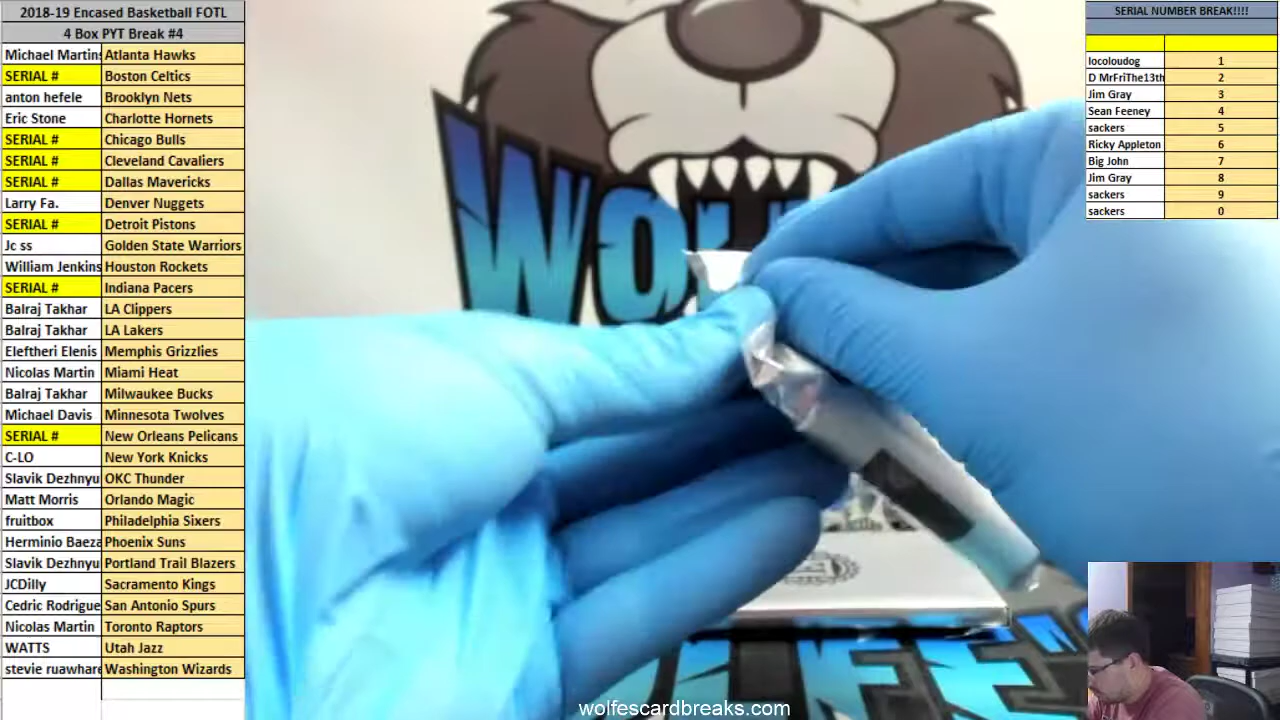 2018-19 Encased Basketball FOTL
4 Box PYT Break #4
Michael Martins Atlanta Hawks
SERIAL # Boston Celtics
anton hefele Brooklyn Nets
Eric Stone Charlotte Hornets
SERIAL # Chicago Bulls
SERIAL # Cleveland Cavaliers
SERIAL # Dallas Mavericks
Larry Fa. Denver Nuggets
SERIAL # Detroit Pistons
Jc ss Golden State Warriors
William Jenkins Houston Rockets
SERIAL # Indiana Pacers
Balraj Takhar LA Clippers
Balraj Takhar LA Lakers
Eleftheri Elenis Memphis Grizzlies
Nicolas Martin Miami Heat
Balraj Takhar Milwaukee Bucks
Michael Davis Minnesota Twolves
SERIAL # New Orleans Pelicans
C-LO New York Knicks
Slavik Dezhnyu OKC Thunder
Matt Morris Orlando Magic
fruitbox Philadelphia Sixers
Herminio Baeza Phoenix Suns
Slavik Dezhnyu Portland Trail Blazers
JCDilly Sacramento Kings
Cedric Rodrigue San Antonio Spurs
Nicolas Martin Toronto Raptors
WATTS Utah Jazz
stevie ruawhare Washington Wizards
SERIAL NUMBER BREAK!!!!
locoloudog 1
D MrFriThe13th 2
Jim Gray 3
Sean Feeney 4
sackers 5
Ricky Appleton 6
Big John 7
Jim Gray 8
sackers 9
sackers 0
wolfescardbreaks.com